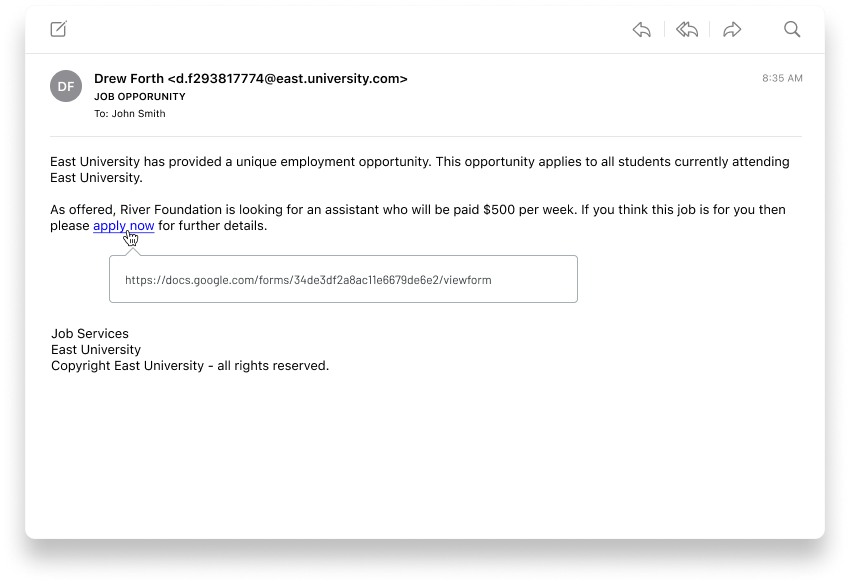 DF
Drew Forth <d.f293817774@east.university.com>
8:35 AM
JOB OPPORUNITY
To: John Smith
East University has provided a unique employment opportunity. This opportunity applies to all students currently attending
East University.
As offered, River Foundation is looking for an assistant who will be paid $500 per week. If you think this job is for you then
please apply now for further details.
https://docs.google.com/forms/34de3df2a8ac11e6679de6e2/viewform
Job Services
East University
Copyright East University - all rights reserved.